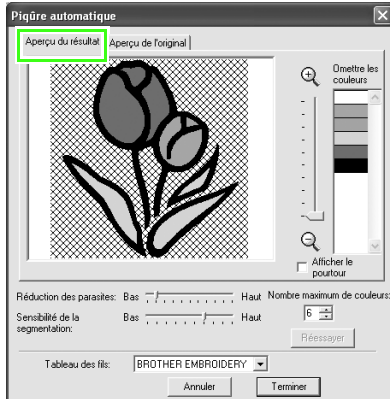 Piqûre automatique
Aperçu du résultat
Aperçu de l'original
Omettre les
couleurs
Afficher le
pourtour
Réduction des parasites: Bas Haut Nombre maximum de couleurs:
Sensibilité de la
segmentation:
Bas Haut
6
Réessayer
Tableau des fils: BROTHER EMBROIDERY
Annuler Terminer